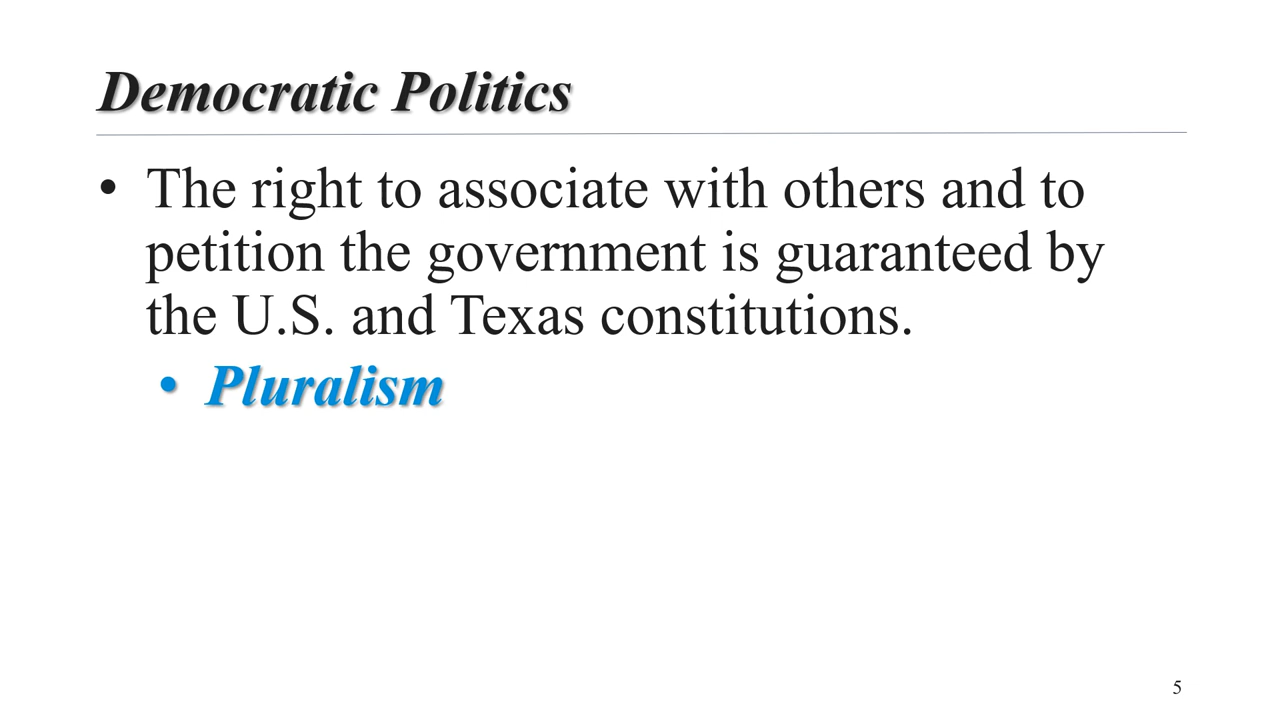 Democratic Politics
• The right to associate with others and to
petition the government is guaranteed by
the U.S. and Texas constitutions.
• Pluralism
5